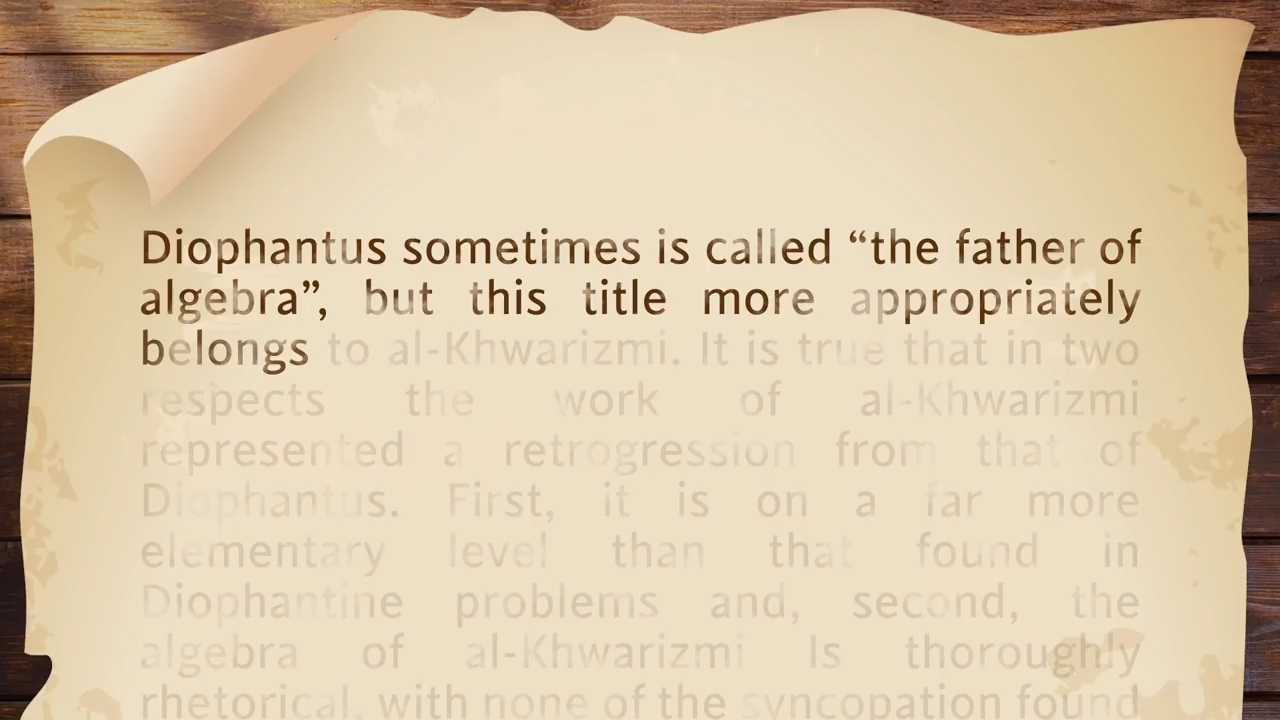 Diophantus sometimes is called “the father of
algebra”, but this title more appropriately
belongs to al-Khwarizmi. It is true that in two
respects the work of al-Khwarizmi
represented a retrogression from that of
Diophantus. First, it is on a far more
elementary level than that found in
Diophantine problems and, second, the
algebra of al-Khwarizmi Is thoroughly
rhetorical, with none of the syncopation found